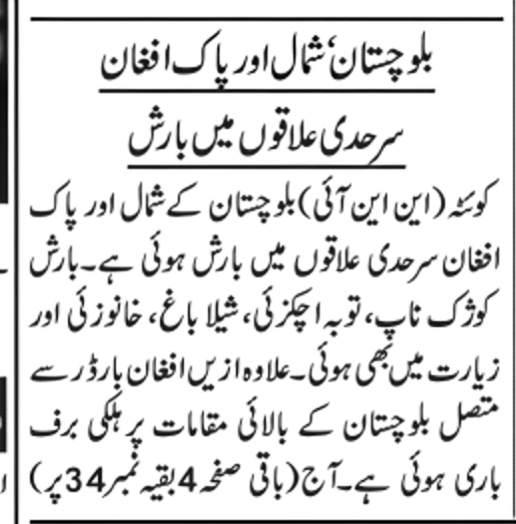 بلوچستان‘ شمال اور پاک افغان
سرحدی علاقوں میں بارش
کوئٹہ (این این آئی) بلوچستان کے شمال اور پاک
افغان سرحدی علاقوں میں بارش ہوئی ہے۔ بارش
کوژک ٹاپ، توبہ اچکزئی، شیلا باغ، خانوزئی اور
زیارت میں بھی ہوئی۔ علاوہ ازیں افغان بارڈر سے
متصل بلوچستان کے بالائی مقامات پر ہلکی برف
باری ہوئی ہے۔ آج (باقی صفحہ 4 بقیہ نمبر 34 پر)